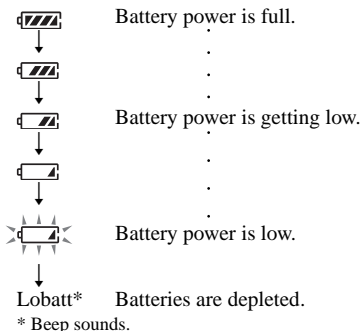 Battery power is full.
Battery power is getting low.
Battery power is low.
Lobatt* Batteries are depleted.
* Beep sounds.